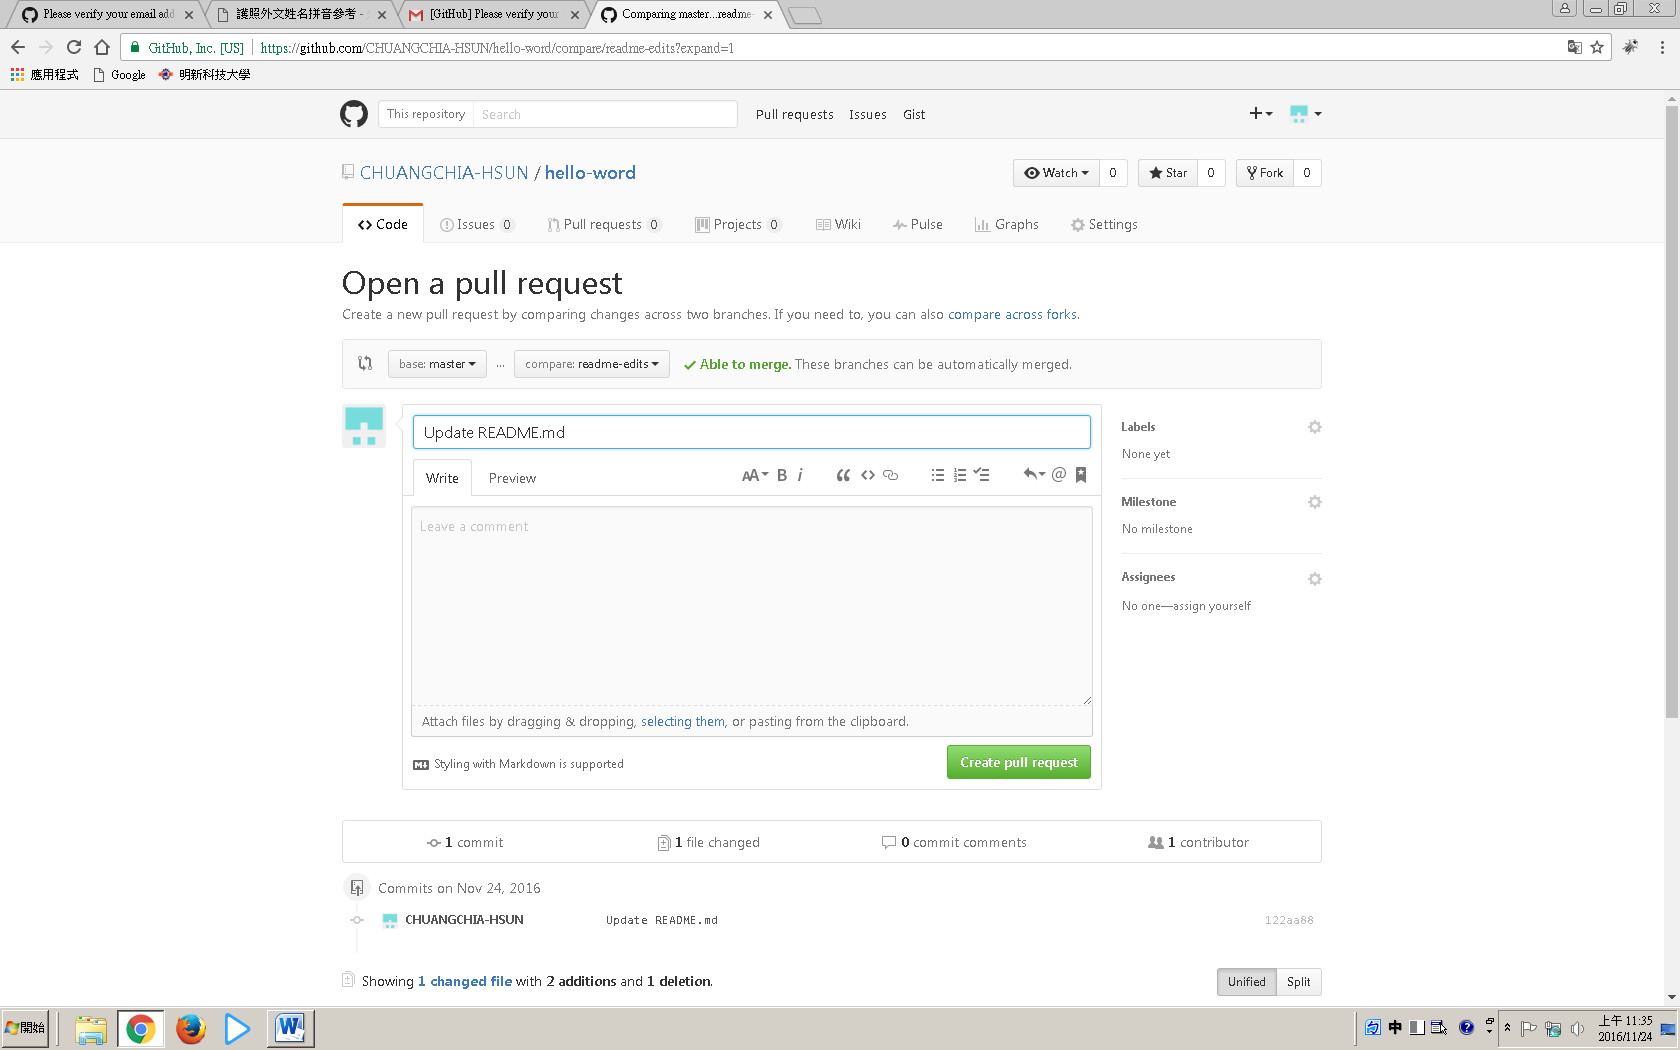 Please verify your email add
護照外文姓名拼音參考 -
[GitHub] Please verify your
Comparing master...readme-
GitHub, Inc. [US]
https://github.com/CHUANGCHIA-HSUN/hello-word/compare/readme-edits?expand=1
應用程式 Google 明新科技大學
This repository Search Pull requests Issues Gist
CHUANGCHIA-HSUN / hello-word
Watch 0 Star 0 Fork 0
Code Issues 0 Pull requests 0 Projects 0 Wiki Pulse Graphs Settings
Open a pull request
Create a new pull request by comparing changes across two branches. If you need to, you can also compare across forks.
base: master ... compare: readme-edits Able to merge. These branches can be automatically merged.
Update README.md
Write Preview AA B i @
Leave a comment
Attach files by dragging & dropping, selecting them, or pasting from the clipboard.
Styling with Markdown is supported
Create pull request
Labels
None yet
Milestone
No milestone
Assignees
No one—assign yourself
1 commit 1 file changed 0 commit comments 1 contributor
Commits on Nov 24, 2016
CHUANGCHIA-HSUN Update README.md 122aa88
Showing 1 changed file with 2 additions and 1 deletion.
Unified Split
開始
中
上午 11:35
2016/11/24